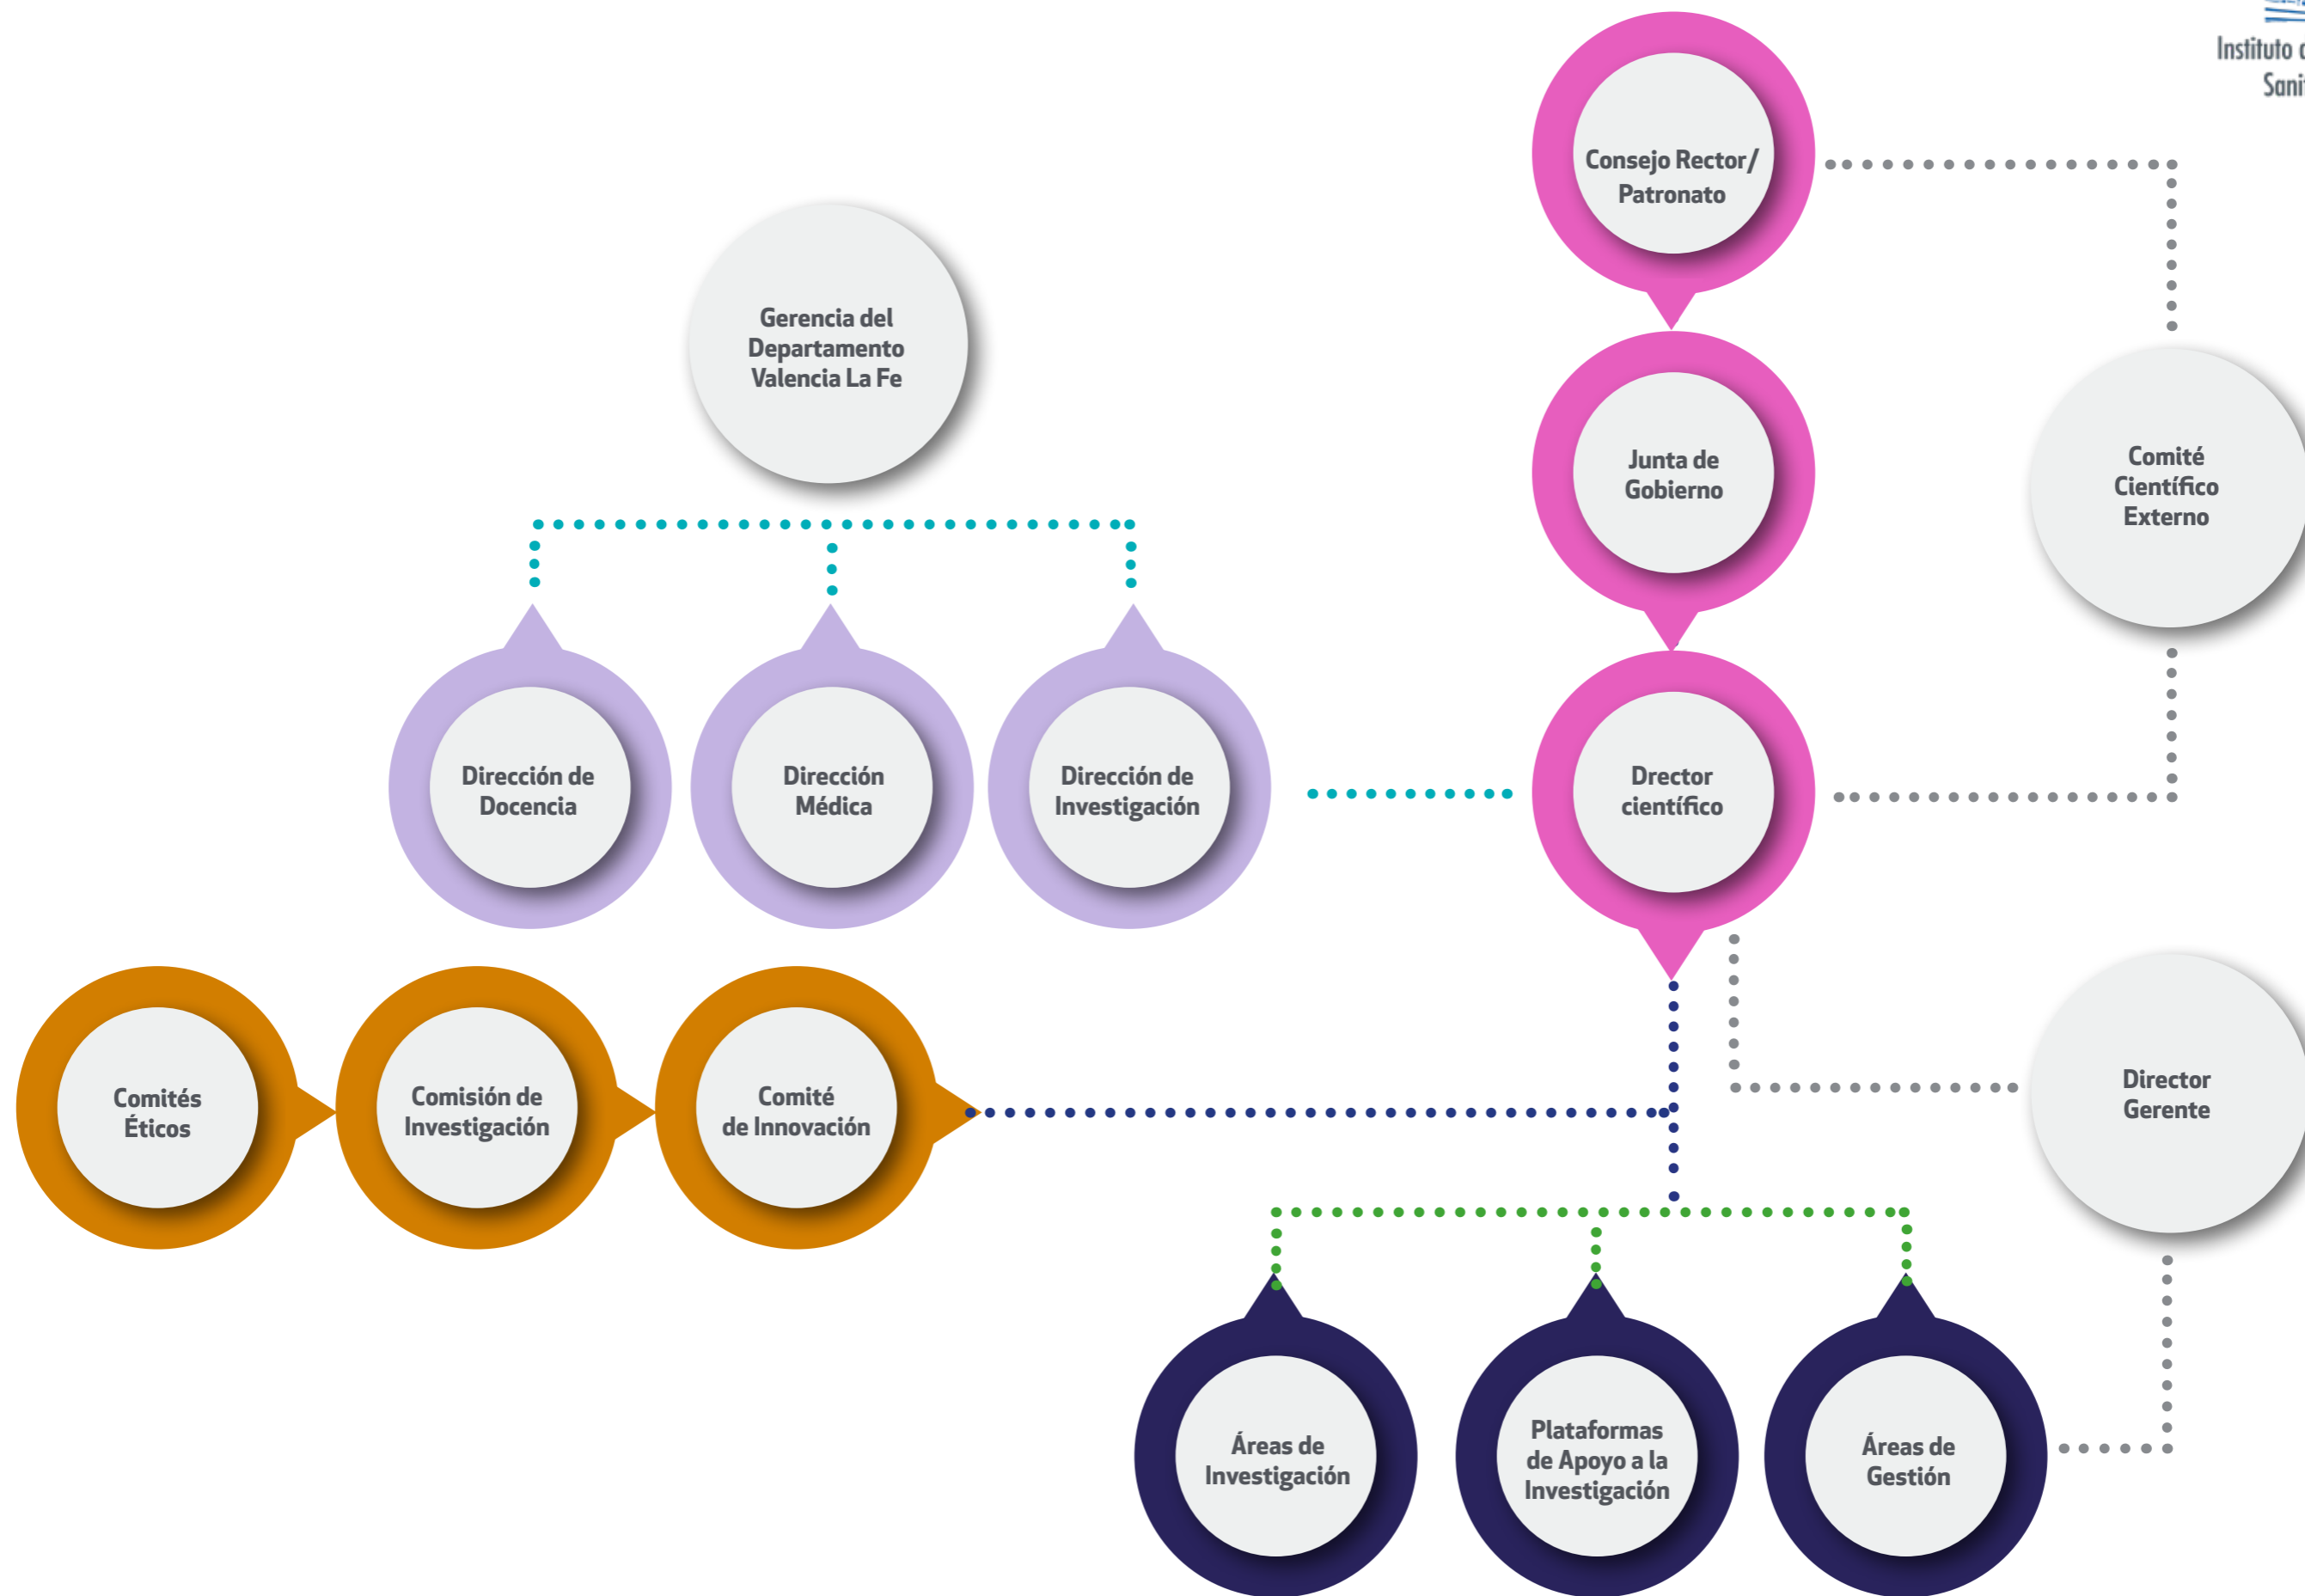 Instituto
Consejo Rector/
Patronato
Gerencia del
Departamento
Valencia La Fe
Junta de
Gobierno
Comité
Científico
Externo
Dirección de
Docencia
Dirección
Médica
Dirección de
Investigación
Drector
científico
Comités
Éticos
Comisión de
Investigación
Comité
de Innovación
Director
Gerente
Áreas de
Investigación
Plataformas
de Apoyo a la
Investigación
Áreas de
Gestión